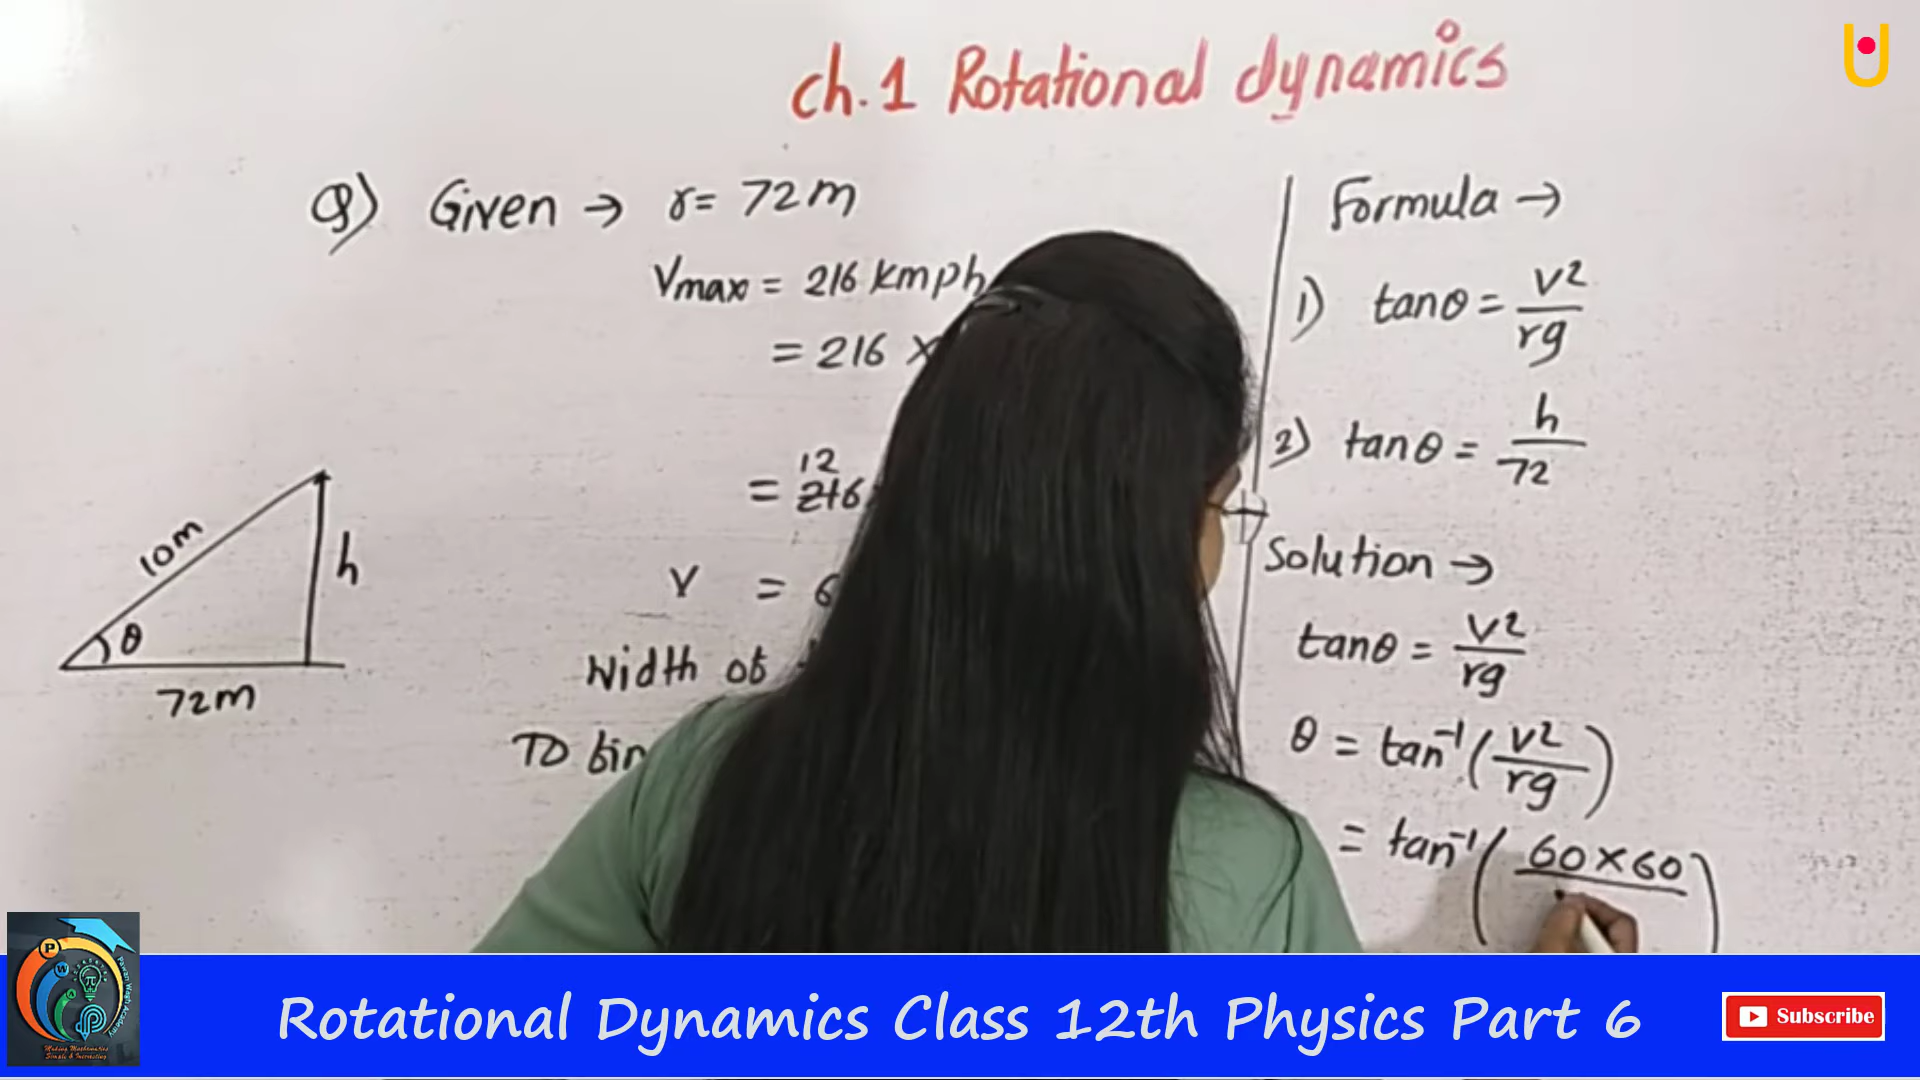 ch. 1 Rotational dynamics
Q) Given → r = 72m
Vmax = 216 kmph
= 216 ×
12
= 216
V = 6
Width of
To fin
10m
h
θ
72m
Formula →
1) tanθ = v²/rg
2) tanθ = h/72
Solution →
tanθ = v²/rg
θ = tan⁻¹(v²/rg)
= tan⁻¹(60×60)
Rotational Dynamics Class 12th Physics Part 6
Subscribe